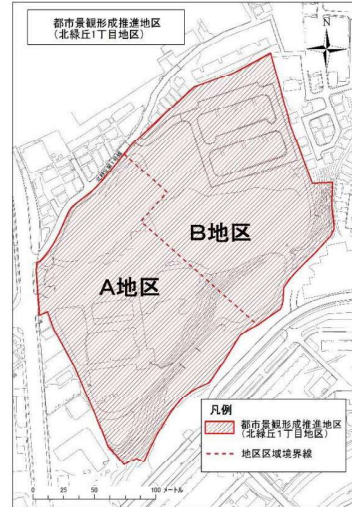 都市景観形成推進地区
(北緑丘1丁目地区)
N
B地区
A地区
凡例
都市景観形成推進地区
(北緑丘1丁目地区)
地区区域境界線
0 25 50 100 メートル